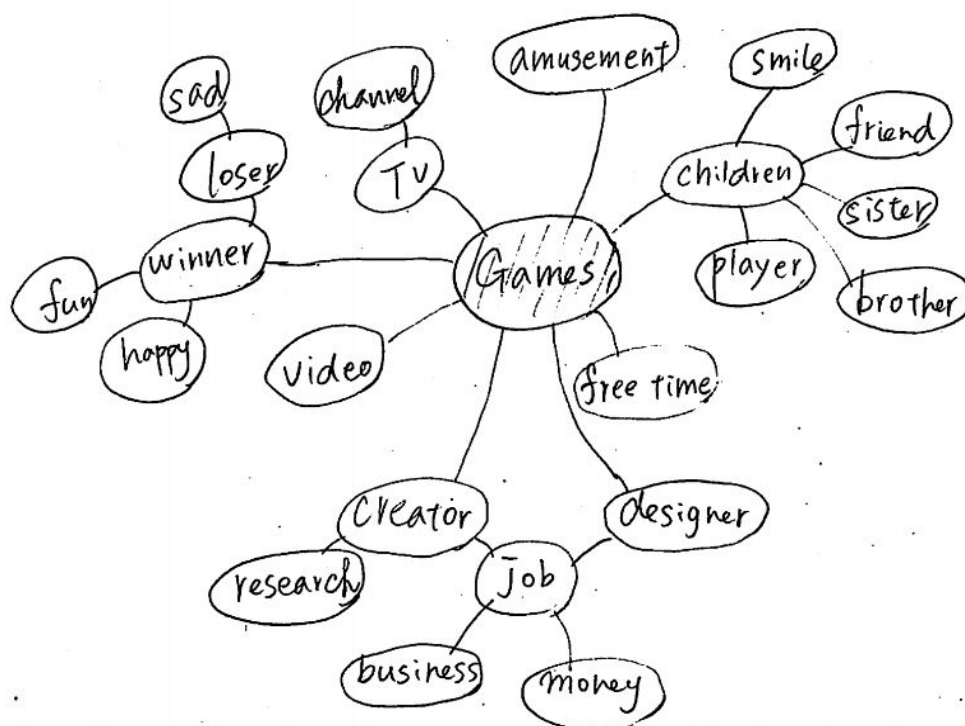 amusement
smile
sad
channel
friend
loser
TV
children
sister
winner
Games
player
fun
brother
happy
video
free time
creator
designer
research
job
business
money